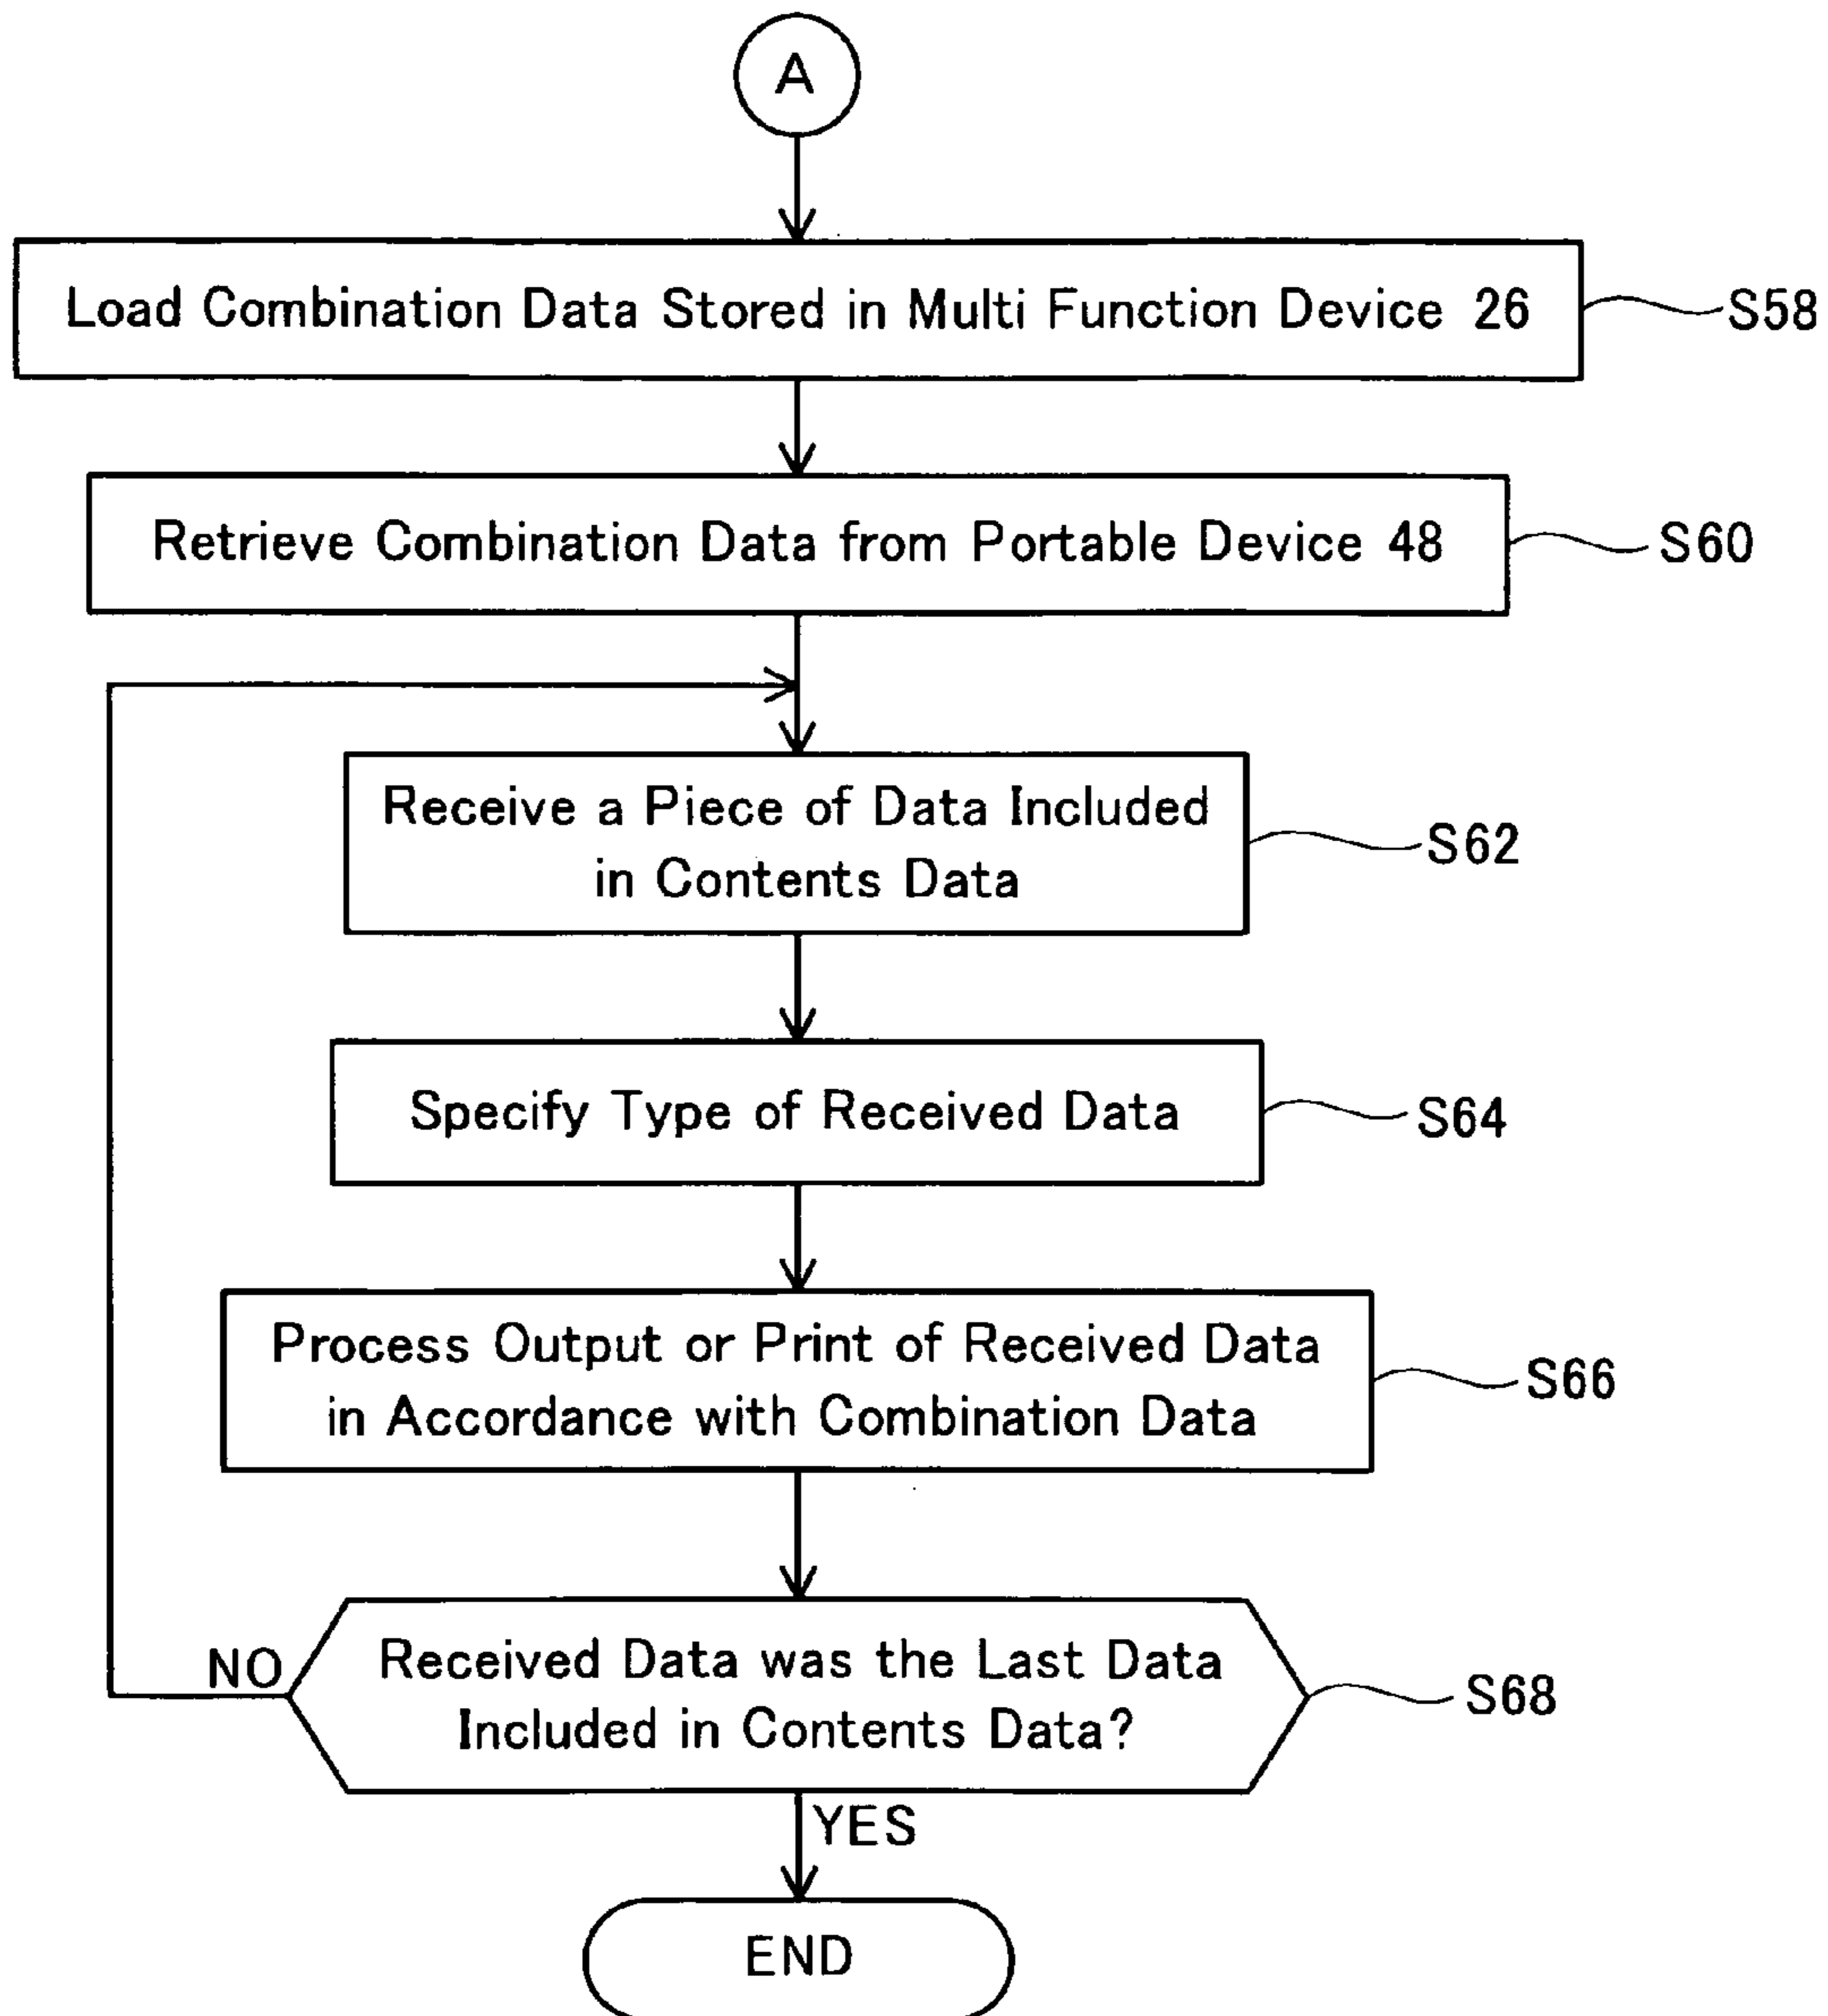 A
Load Combination Data Stored in Multi Function Device 26
S58
Retrieve Combination Data from Portable Device 48
S60
Receive a Piece of Data Included
in Contents Data
S62
Specify Type of Received Data
S64
Process Output or Print of Received Data
in Accordance with Combination Data
S66
NO
Received Data was the Last Data
Included in Contents Data?
S68
YES
END